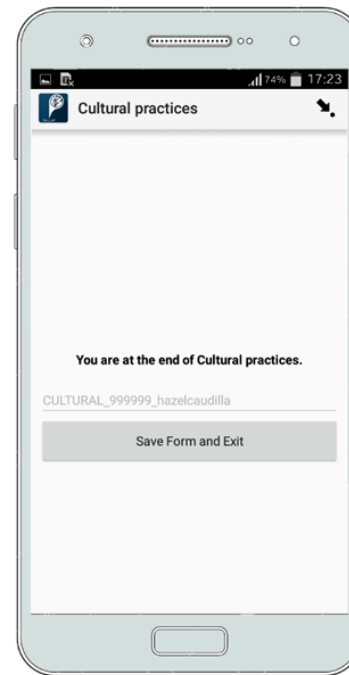 74% 17:23
Cultural practices
You are at the end of Cultural practices.
CULTURAL_999999_hazelcaudilla
Save Form and Exit